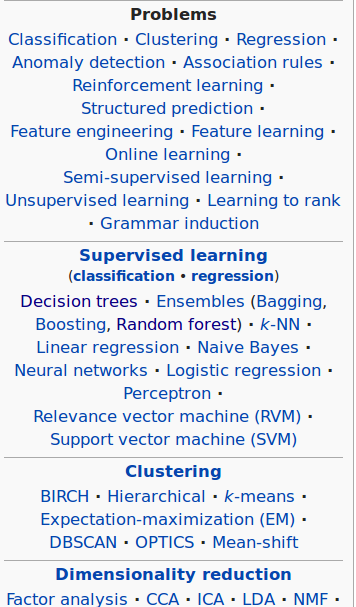 Problems
Classification · Clustering · Regression ·
Anomaly detection · Association rules ·
Reinforcement learning ·
Structured prediction ·
Feature engineering · Feature learning ·
Online learning ·
Semi-supervised learning ·
Unsupervised learning · Learning to rank
· Grammar induction
Supervised learning
(classification • regression)
Decision trees · Ensembles (Bagging,
Boosting, Random forest) · k-NN ·
Linear regression · Naive Bayes ·
Neural networks · Logistic regression ·
Perceptron ·
Relevance vector machine (RVM) ·
Support vector machine (SVM)
Clustering
BIRCH · Hierarchical · k-means ·
Expectation-maximization (EM) ·
DBSCAN · OPTICS · Mean-shift
Dimensionality reduction
Factor analysis · CCA · ICA · LDA · NMF ·